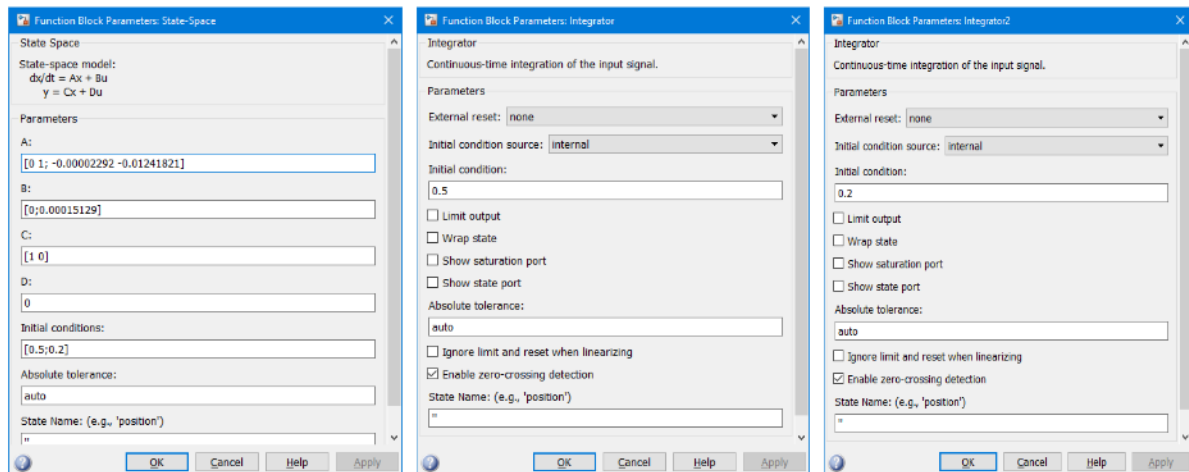 Function Block Parameters: State-Space
State Space
State-space model:
dx/dt = Ax + Bu
y = Cx + Du
Parameters
A:
[0 1; -0.00002292 -0.01241821]
B:
[0;0.00015129]
C:
[1 0]
D:
0
Initial conditions:
[0.5;0.2]
Absolute tolerance:
auto
State Name: (e.g., 'position')
''
OK Cancel Help Apply
Function Block Parameters: Integrator
Integrator
Continuous-time integration of the input signal.
Parameters
External reset: none
Initial condition source: internal
Initial condition:
0.5
Limit output
Wrap state
Show saturation port
Show state port
Absolute tolerance:
auto
Ignore limit and reset when linearizing
Enable zero-crossing detection
State Name: (e.g., 'position')
''
OK Cancel Help Apply
Function Block Parameters: Integrator2
Integrator
Continuous-time integration of the input signal.
Parameters
External reset: none
Initial condition source: internal
Initial condition:
0.2
Limit output
Wrap state
Show saturation port
Show state port
Absolute tolerance:
auto
Ignore limit and reset when linearizing
Enable zero-crossing detection
State Name: (e.g., 'position')
''
OK Cancel Help Apply